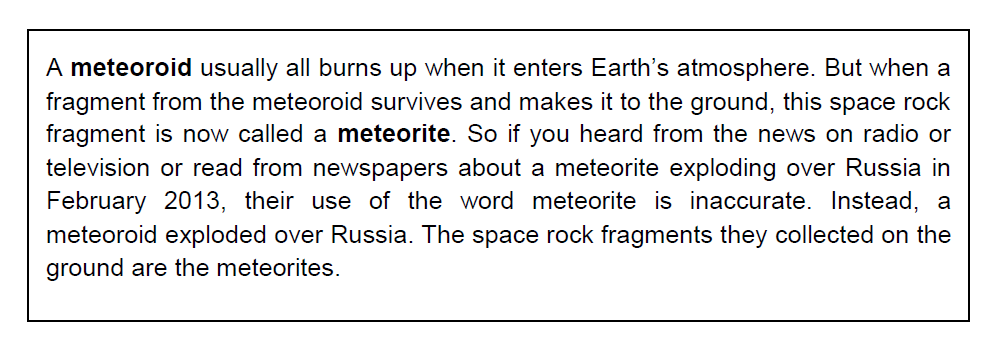 A meteoroid usually all burns up when it enters Earth’s atmosphere. But when a
fragment from the meteoroid survives and makes it to the ground, this space rock
fragment is now called a meteorite. So if you heard from the news on radio or
television or read from newspapers about a meteorite exploding over Russia in
February 2013, their use of the word meteorite is inaccurate. Instead, a
meteoroid exploded over Russia. The space rock fragments they collected on the
ground are the meteorites.